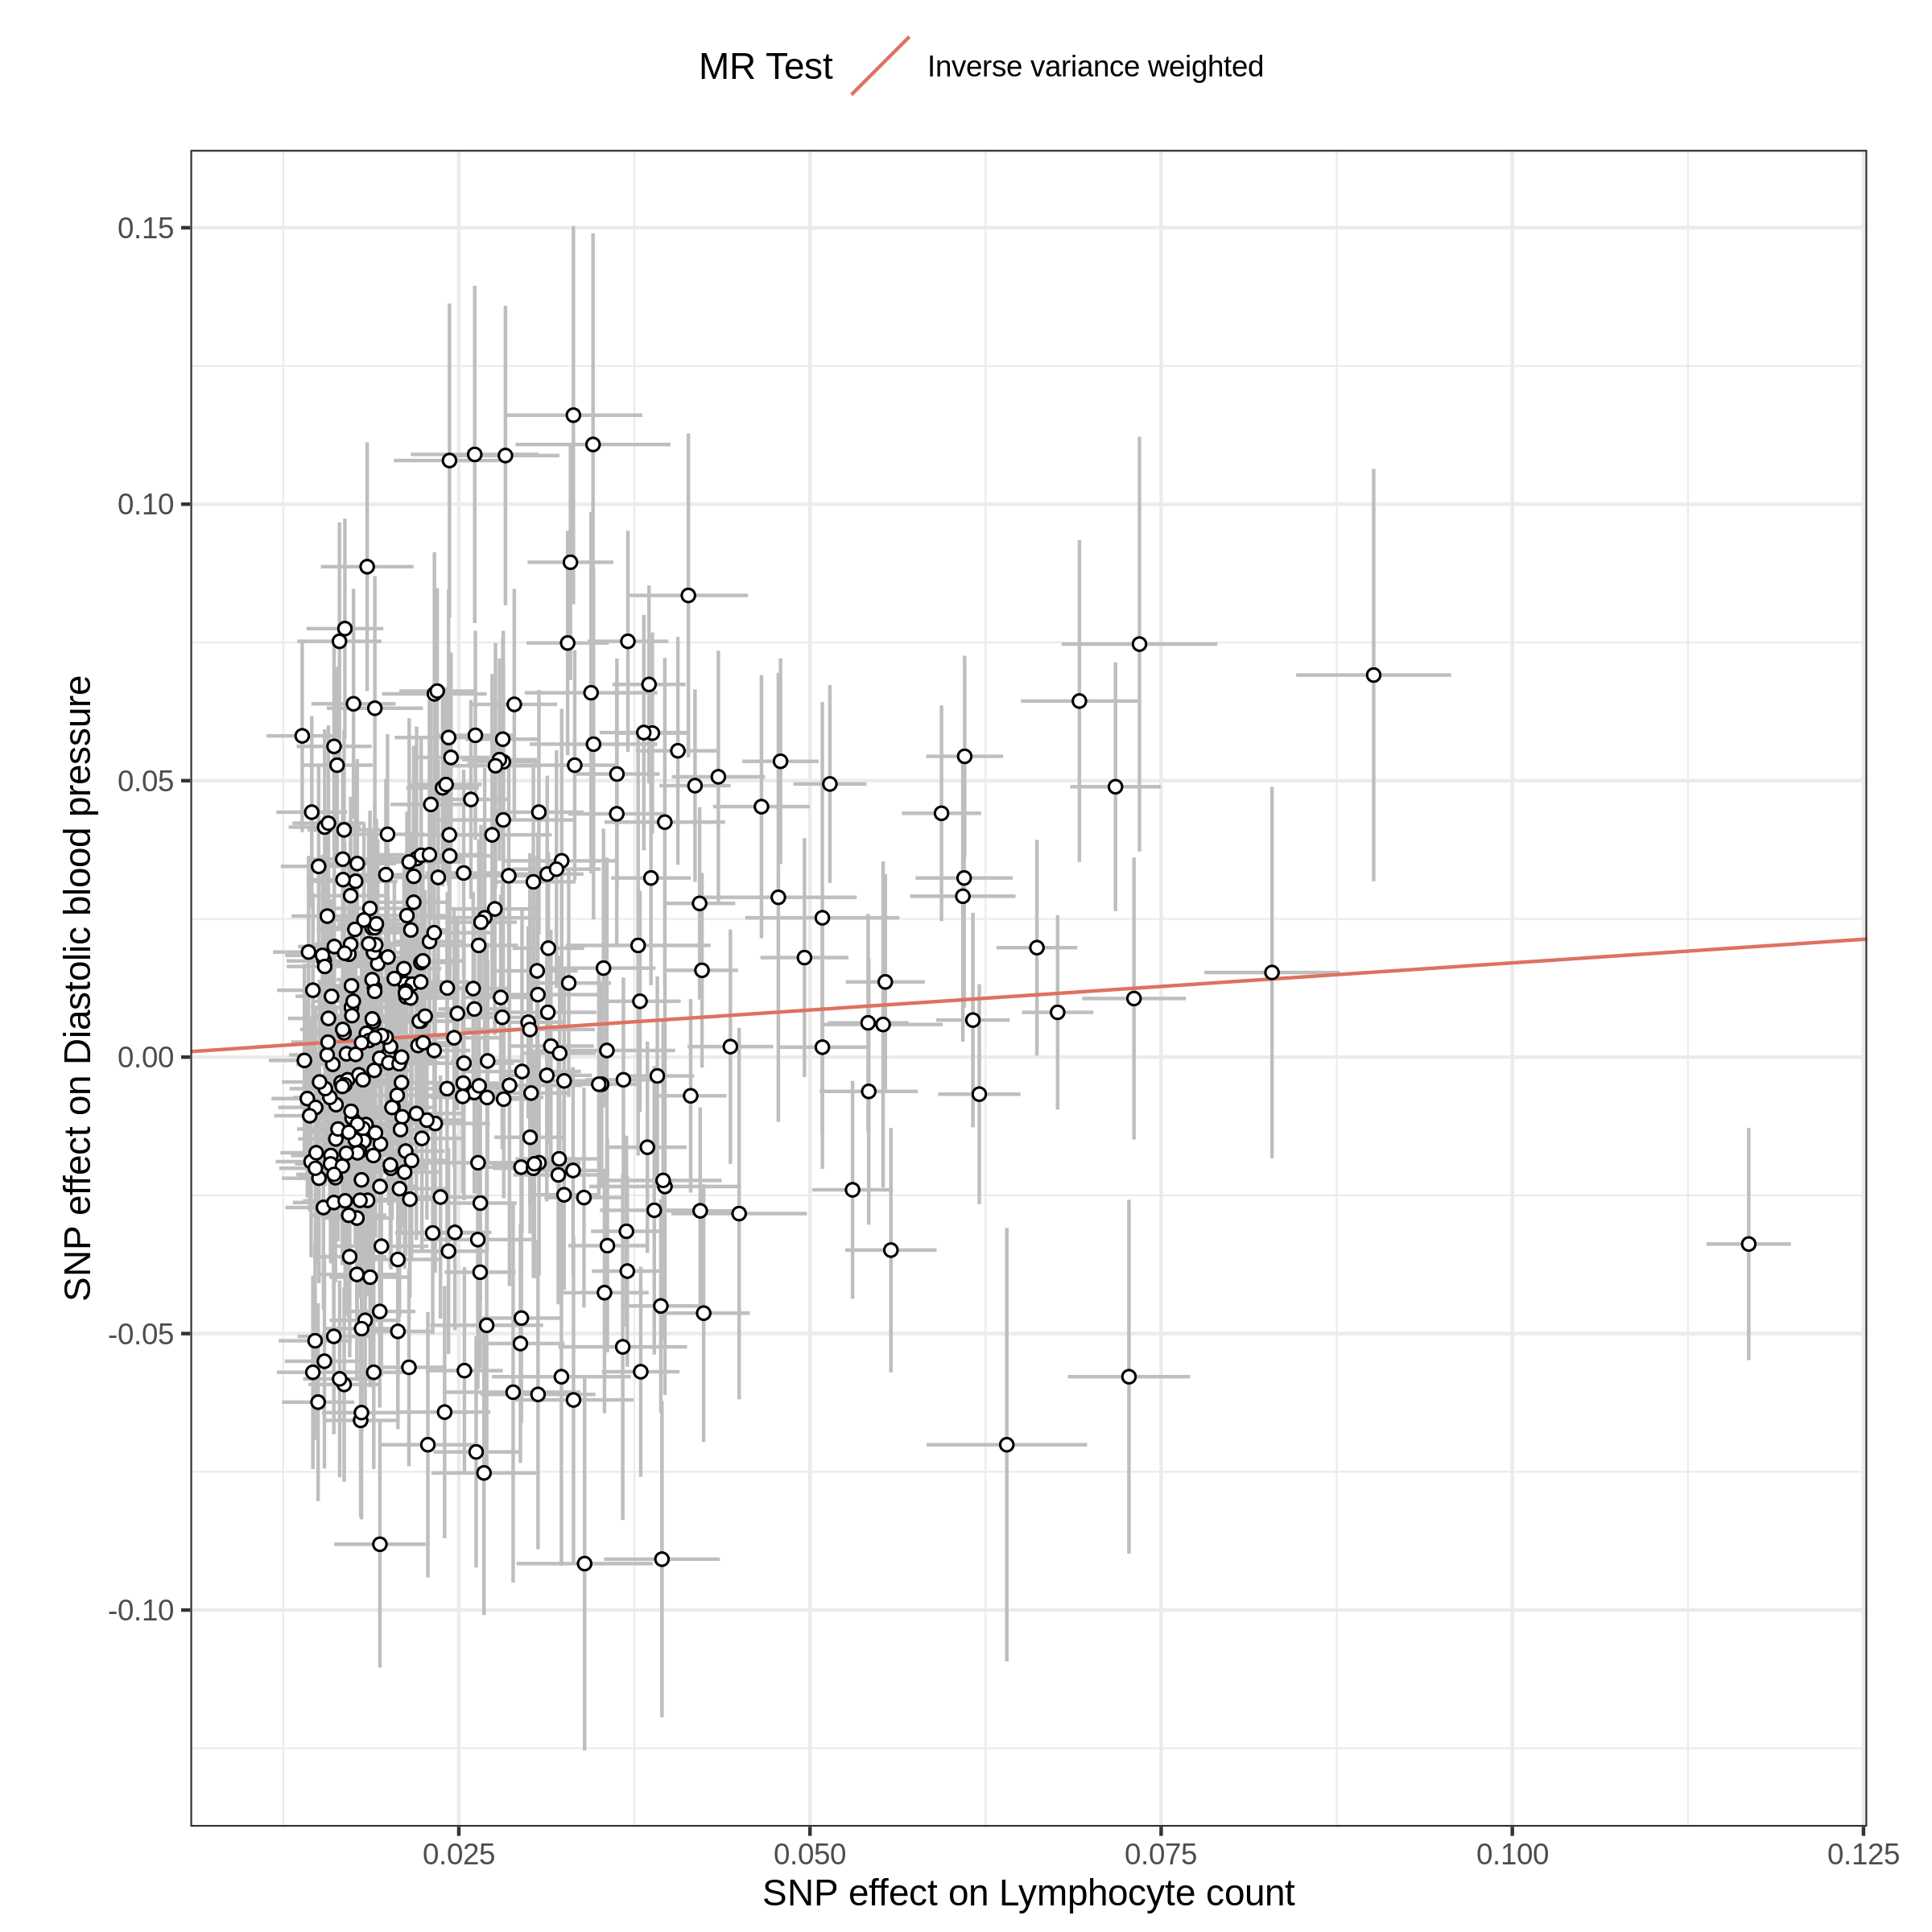 MR Test Inverse variance weighted
SNP effect on Diastolic blood pressure
0.15
0.10
0.05
0.00
-0.05
-0.10
0.025 0.050 0.075 0.100 0.125
SNP effect on Lymphocyte count